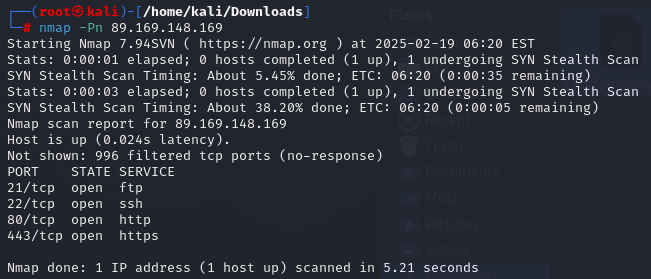 ┌──(root㉿kali)-[/home/kali/Downloads]
└─# nmap -Pn 89.169.148.169
Starting Nmap 7.94SVN ( https://nmap.org ) at 2025-02-19 06:20 EST
Stats: 0:00:01 elapsed; 0 hosts completed (1 up), 1 undergoing SYN Stealth Scan
SYN Stealth Scan Timing: About 5.45% done; ETC: 06:20 (0:00:35 remaining)
Stats: 0:00:03 elapsed; 0 hosts completed (1 up), 1 undergoing SYN Stealth Scan
SYN Stealth Scan Timing: About 38.20% done; ETC: 06:20 (0:00:05 remaining)
Nmap scan report for 89.169.148.169
Host is up (0.024s latency).
Not shown: 996 filtered tcp ports (no-response)
PORT    STATE SERVICE
21/tcp  open  ftp
22/tcp  open  ssh
80/tcp  open  http
443/tcp open  https
Nmap done: 1 IP address (1 host up) scanned in 5.21 seconds
Places
Recent
Trash
Documents
Music
Pictures
Videos